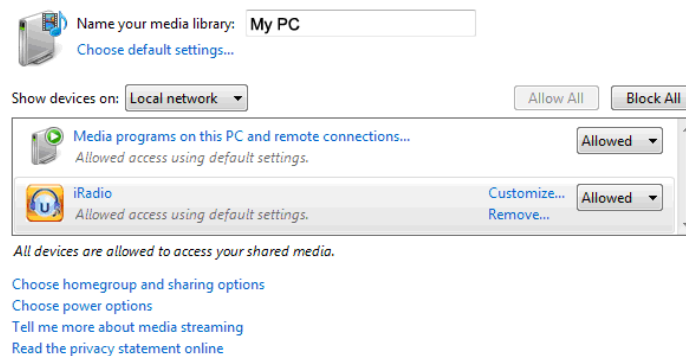 Name your media library: My PC
Choose default settings...
Show devices on: Local network Allow All Block All
Media programs on this PC and remote connections... Allowed
Allowed access using default settings.
iRadio Customize... Allowed
Allowed access using default settings. Remove...
All devices are allowed to access your shared media.
Choose homegroup and sharing options
Choose power options
Tell me more about media streaming
Read the privacy statement online